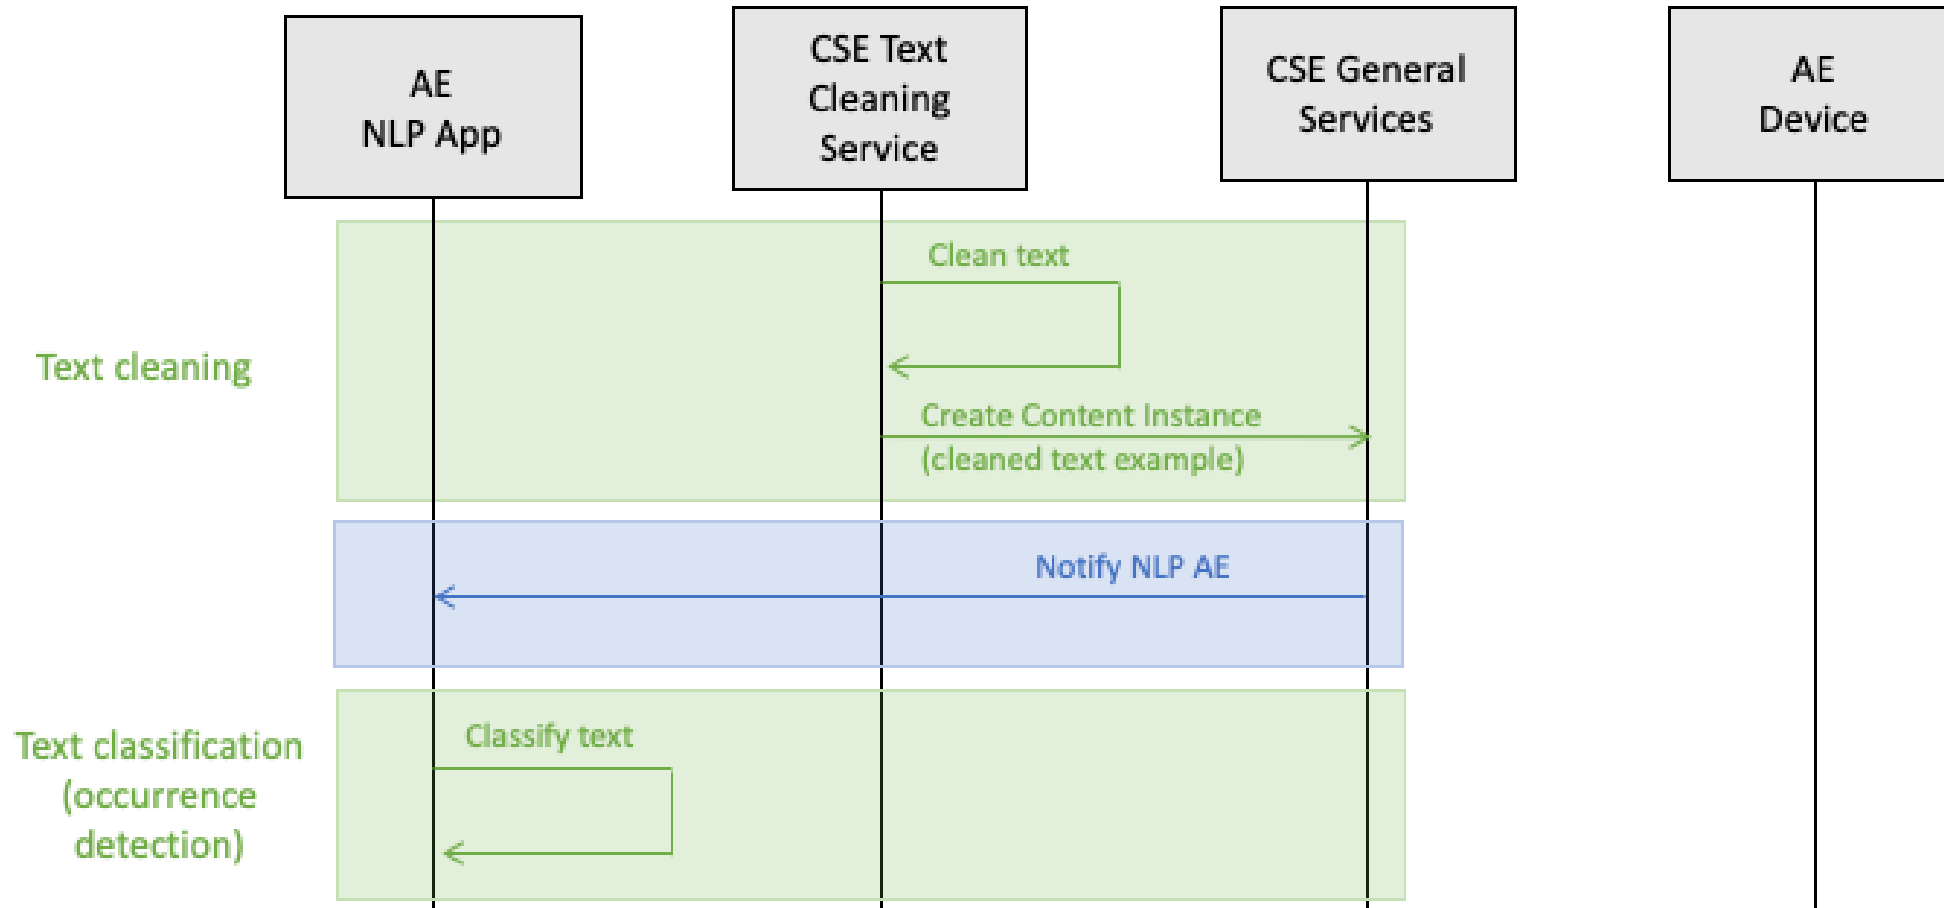 AE
NLP App
CSE Text
Cleaning
Service
CSE General
Services
AE
Device
Clean text
Text cleaning
Create Content Instance
(cleaned text example)
Notify NLP AE
Text classification
(occurrence
detection)
Classify text